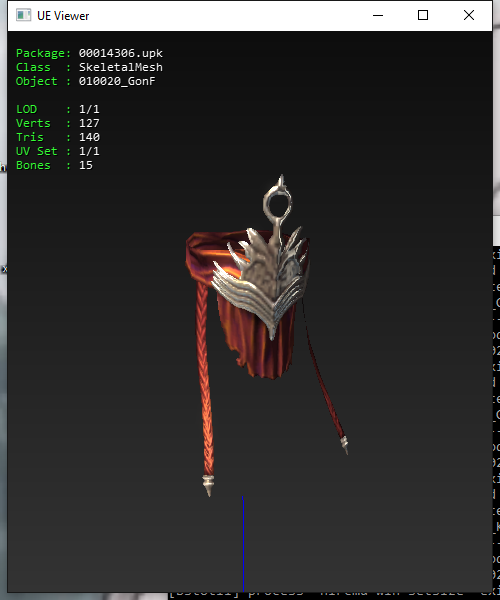 UE Viewer
Package: 00014306.upk
Class : SkeletalMesh
Object : 010020_GonF
LOD : 1/1
Verts : 127
Tris : 140
UV Set : 1/1
Bones : 15